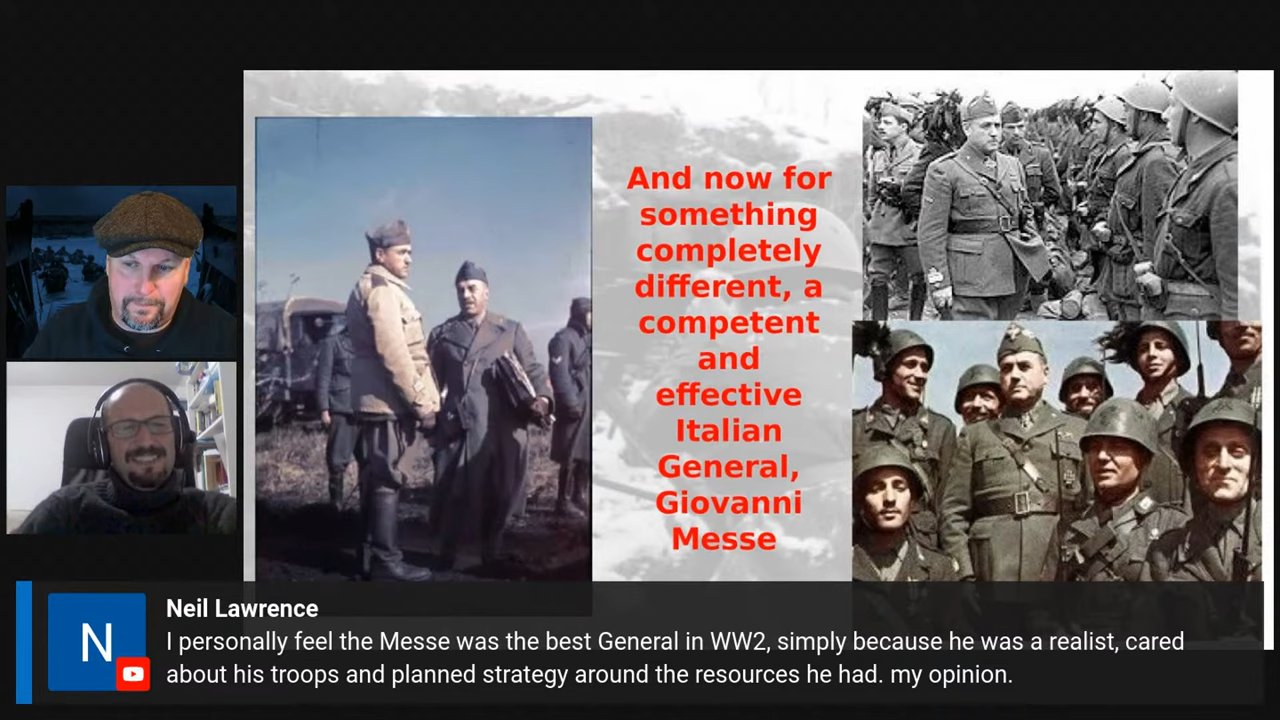 And now for
something
completely
different, a
competent
and
effective
Italian
General,
Giovanni
Messe
N
Neil Lawrence
I personally feel the Messe was the best General in WW2, simply because he was a realist, cared
about his troops and planned strategy around the resources he had. my opinion.